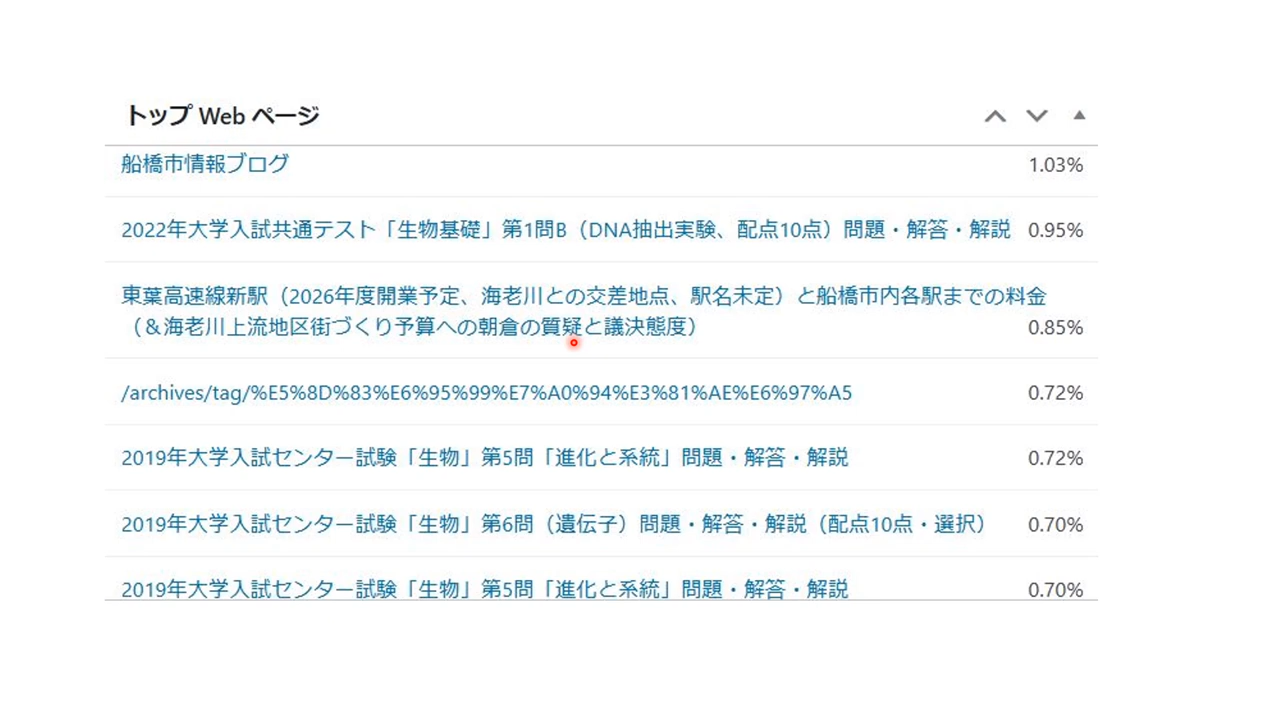 トップ Web ページ
船橋市情報ブログ 1.03%
2022年大学入試共通テスト「生物基礎」第1問B（DNA抽出実験、配点10点）問題・解答・解説 0.95%
東葉高速線新駅（2026年度開業予定、海老川との交差地点、駅名未定）と船橋市内各駅までの料金
（＆海老川上流地区街づくり予算への朝倉の質疑と議決態度） 0.85%
/archives/tag/%E5%8D%83%E6%95%99%E7%A0%94%E3%81%AE%E6%97%A5 0.72%
2019年大学入試センター試験「生物」第5問「進化と系統」問題・解答・解説 0.72%
2019年大学入試センター試験「生物」第6問（遺伝子）問題・解答・解説（配点10点・選択） 0.70%
2019年大学入試センター試験「生物」第5問「進化と系統」問題・解答・解説 0.70%